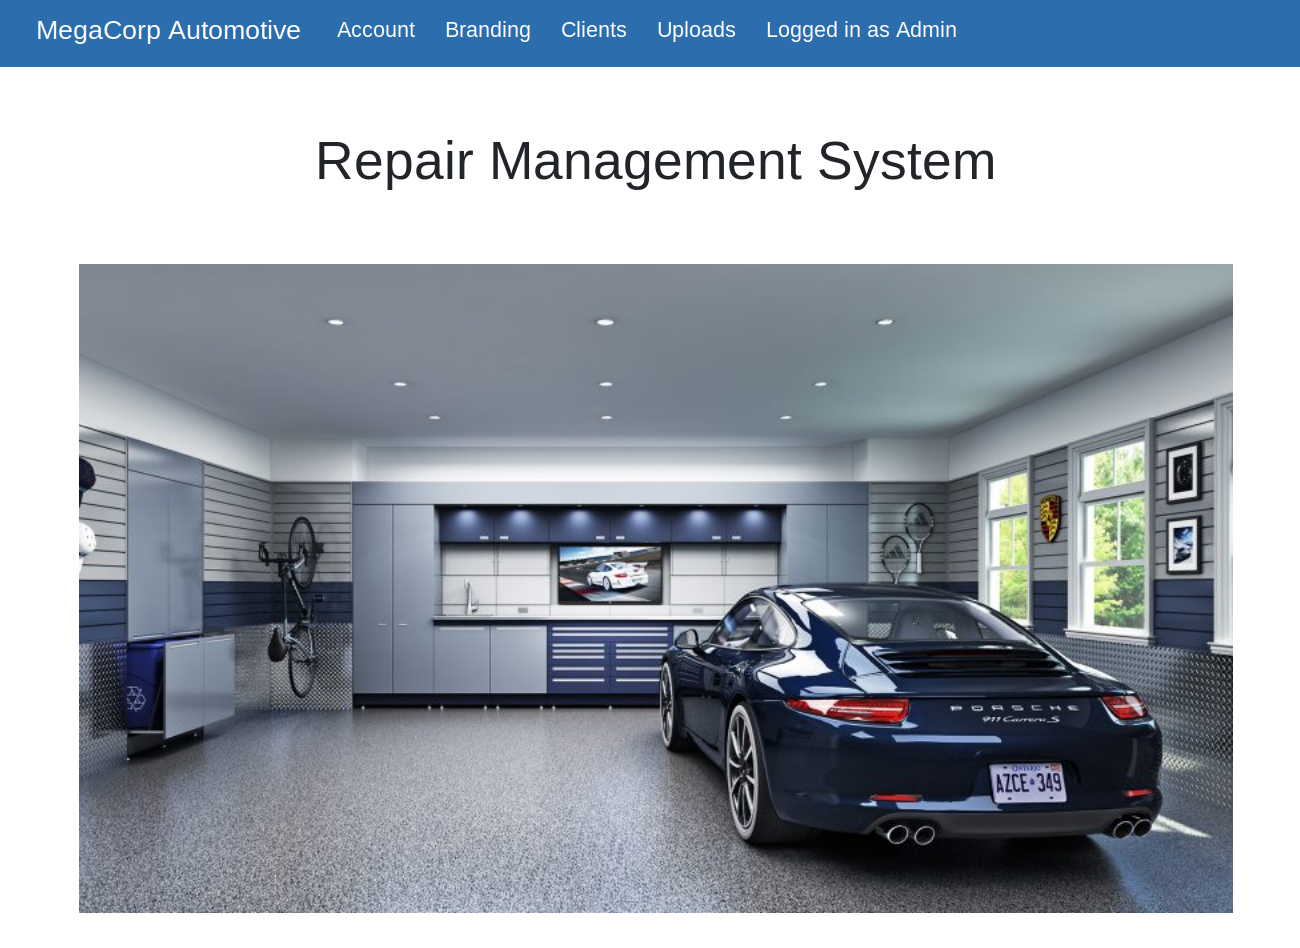 MegaCorp Automotive Account Branding Clients Uploads Logged in as Admin
Repair Management System
PORSCHE
911 Carrera S
ONTARIO
AZCE 349